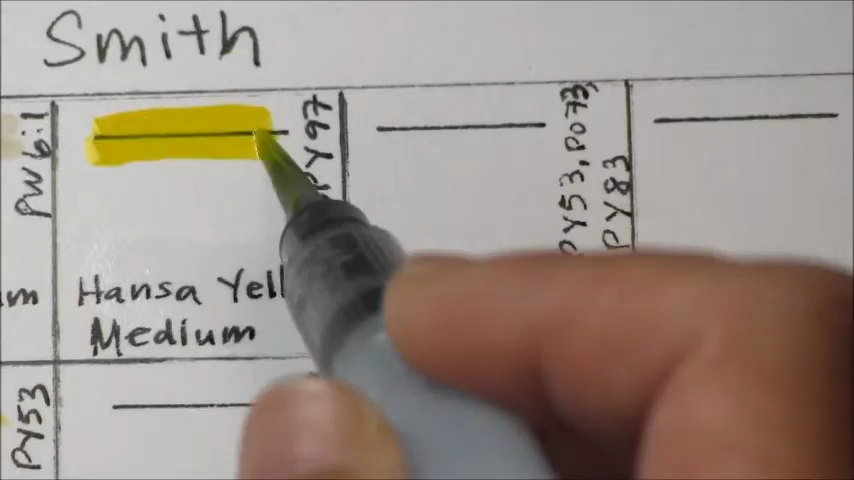 Smith
PW6:1
PY97
PY53, PO73,
PY83
m
Hansa Yell
Medium
PY53